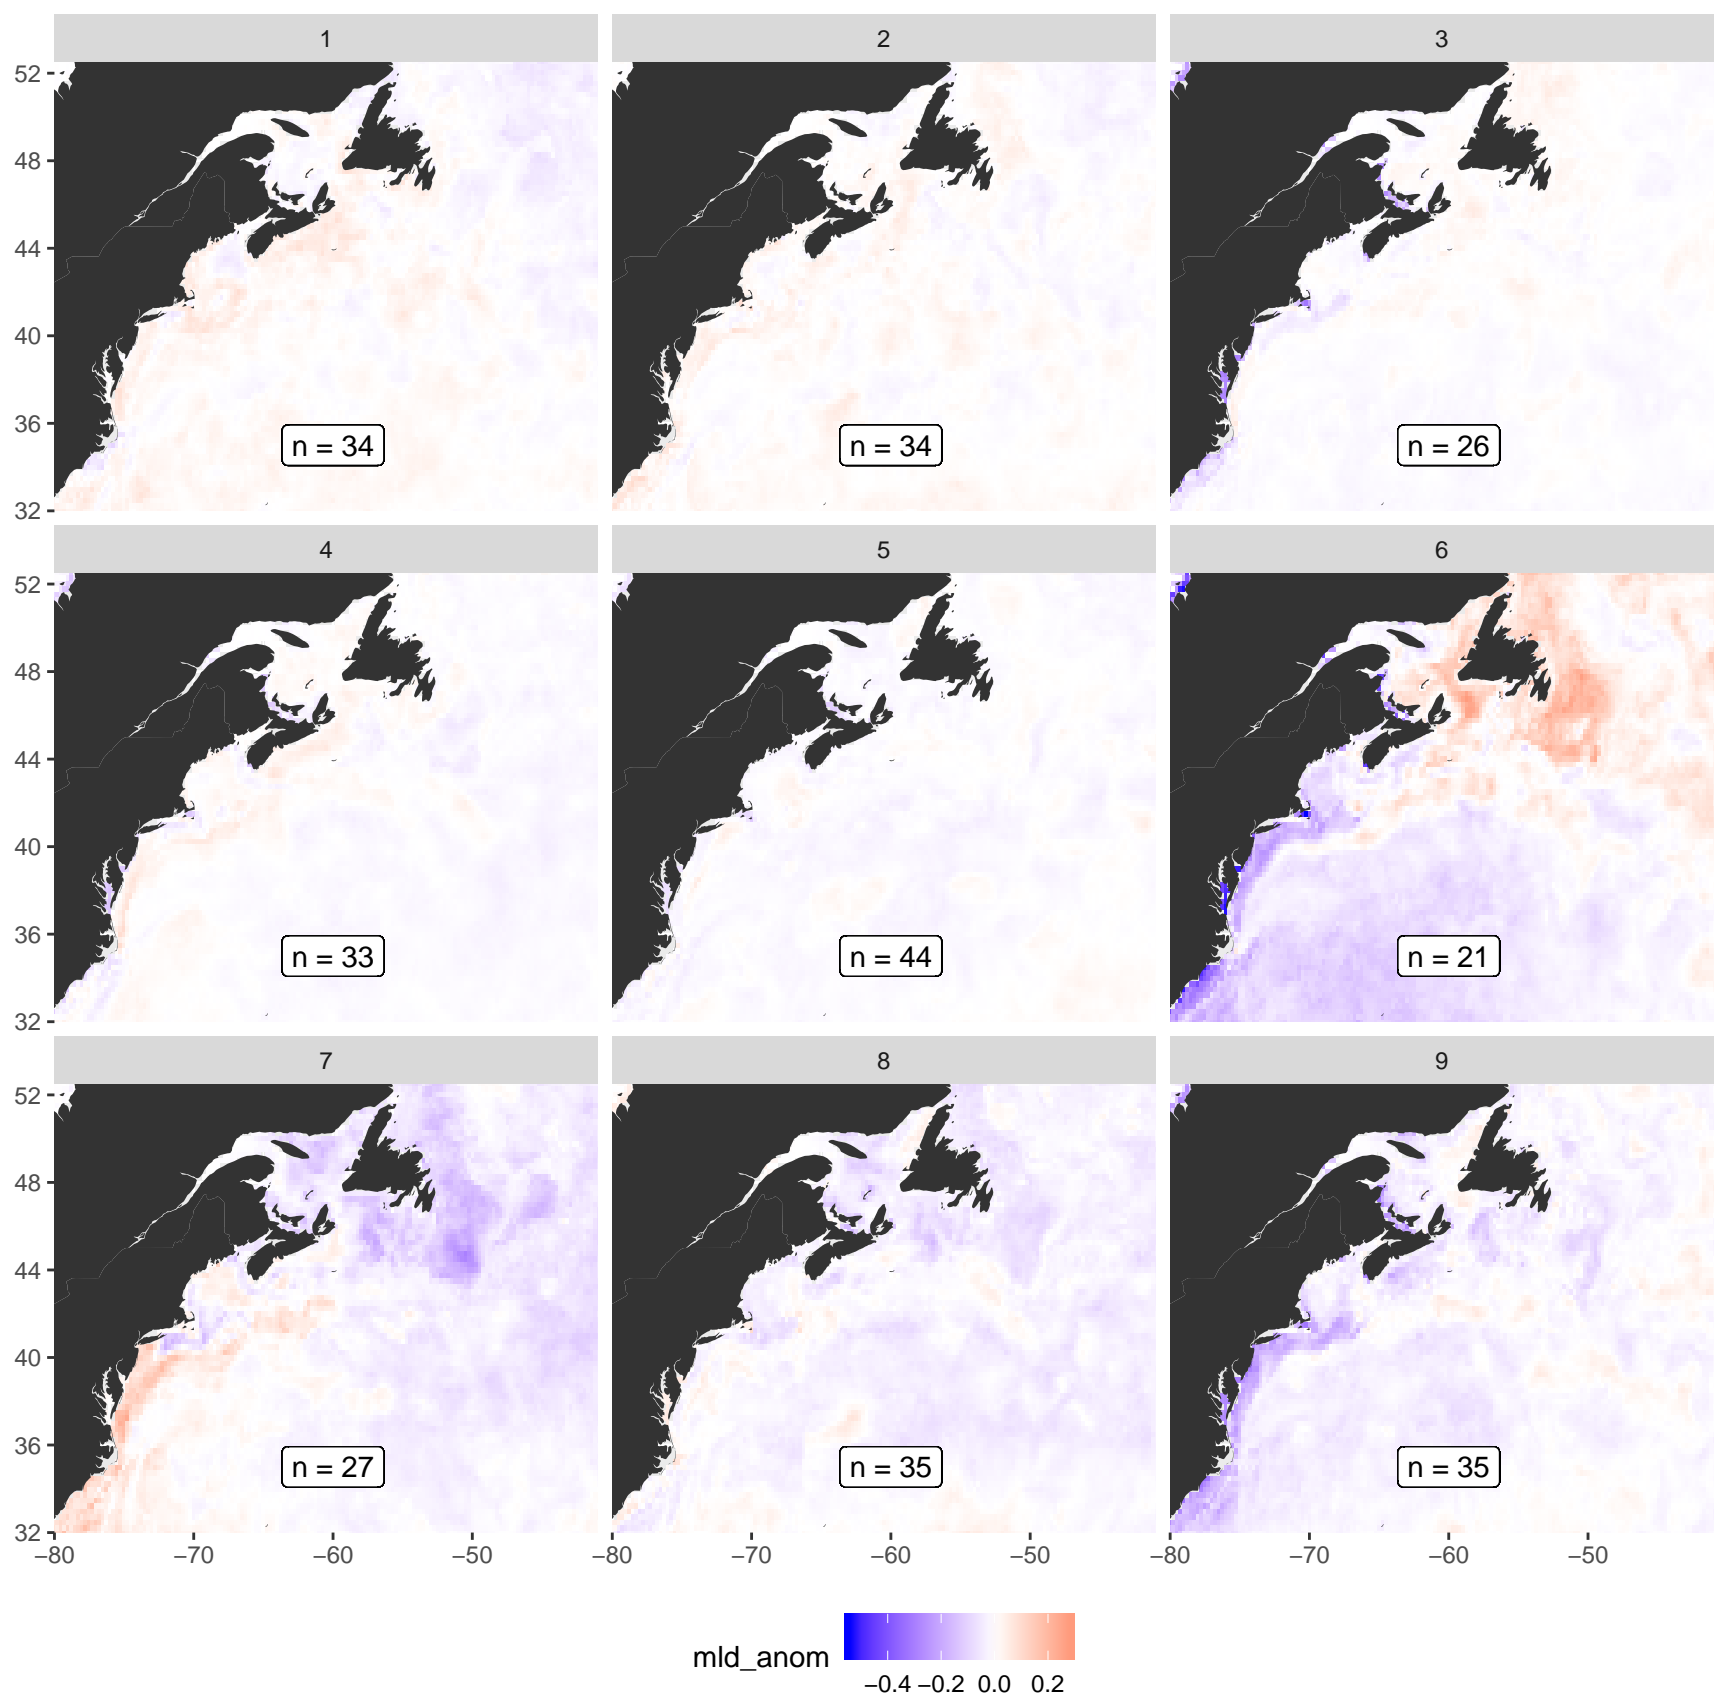 1 2 3
52
48
44
40
36
32
n = 34 n = 34 n = 26
4 5 6
52
48
44
40
36
32
n = 33 n = 44 n = 21
7 8 9
52
48
44
40
36
32
n = 27 n = 35 n = 35
−80 −70 −60 −50 −80 −70 −60 −50 −80 −70 −60 −50
mld_anom
−0.4 −0.2 0.0 0.2